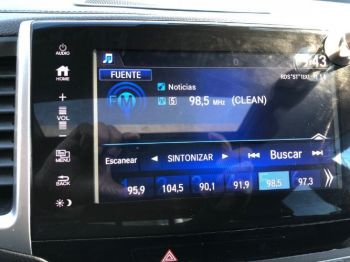 AUDIO
HOME
+
VOL
−
MENU
BACK
FUENTE
Noticias
FM
S 98,5 MHz (CLEAN)
:43
Escanear
SINTONIZAR
Buscar
95,9 104,5 90,1 91,9 98,5 97,3